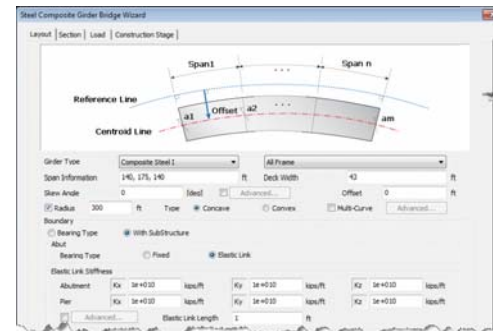 Steel Composite Girder Bridge Wizard
Layout Section Load Construction Stage
Span1 ... Span n
Reference Line
Offset
a1 a2 ... am
Centroid Line
Girder Type Composite Steel I All Frame
Span Information 140, 175, 140 ft Deck Width 43 ft
Skew Angle 0 [deg] Advanced... Offset 0 ft
Radius 300 ft Type Concave Convex Multi-Curve Advanced...
Boundary
Bearing Type With SubStructure
Abut
Bearing Type Fixed Elastic Link
Elastic Link Stiffness
Abutment Kx 1e+010 kips/ft Ky 1e+010 kips/ft Kz 1e+010 kips/ft
Pier Kx 1e+010 kips/ft Ky 1e+010 kips/ft Kz 1e+010 kips/ft
Advanced... Elastic Link Length 1 ft